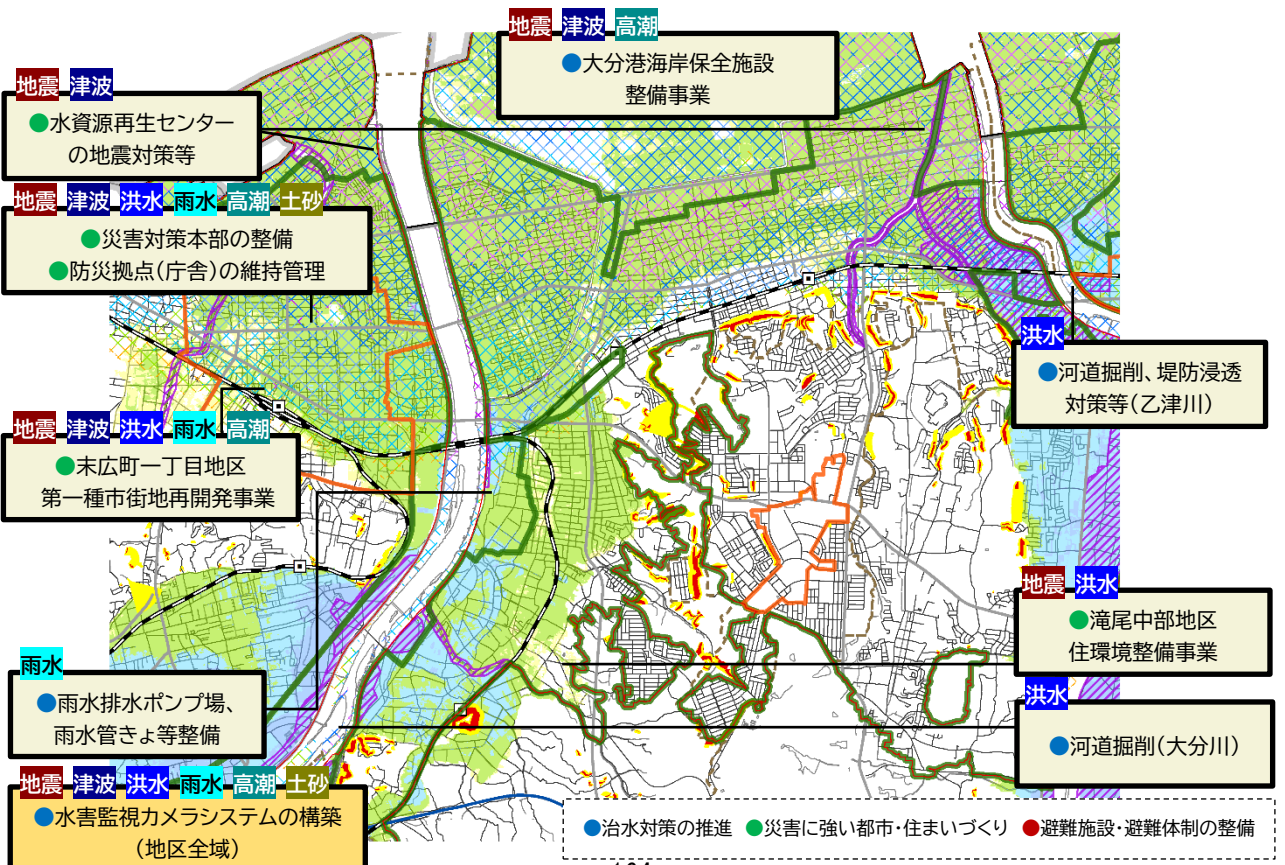 地震 津波 高潮
●大分港海岸保全施設
整備事業
地震 津波
●水資源再生センター
の地震対策等
地震 津波 洪水 雨水 高潮 土砂
●災害対策本部の整備
●防災拠点(庁舎)の維持管理
洪水
●河道掘削、堤防浸透
対策等(乙津川)
地震 津波 洪水 雨水 高潮
●末広町一丁目地区
第一種市街地再開発事業
地震 洪水
●滝尾中部地区
住環境整備事業
雨水
●雨水排水ポンプ場、
雨水管きょ等整備
洪水
●河道掘削(大分川)
地震 津波 洪水 雨水 高潮 土砂
●水害監視カメラシステムの構築
(地区全域)
●治水対策の推進 ●災害に強い都市・住まいづくり ●避難施設・避難体制の整備